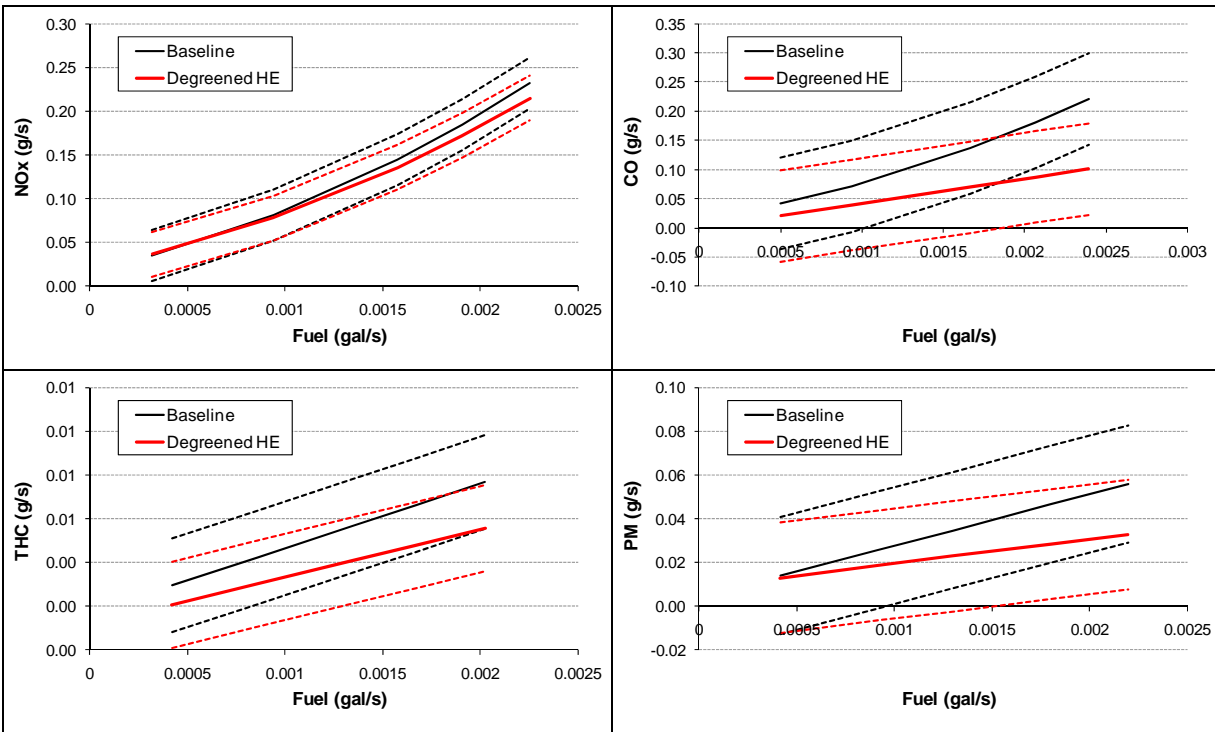 0.30
0.25
0.20
0.15
0.10
0.05
0.00
NOx (g/s)
Baseline
Degreened HE
0 0.0005 0.001 0.0015 0.002 0.0025
Fuel (gal/s)
0.35
0.30
0.25
0.20
0.15
0.10
0.05
0.00
-0.05
-0.10
CO (g/s)
Baseline
Degreened HE
0 0.0005 0.001 0.0015 0.002 0.0025 0.003
Fuel (gal/s)
0.01
0.01
0.01
0.01
0.00
0.00
0.00
THC (g/s)
Baseline
Degreened HE
0 0.0005 0.001 0.0015 0.002 0.0025
Fuel (gal/s)
0.10
0.08
0.06
0.04
0.02
0.00
-0.02
PM (g/s)
Baseline
Degreened HE
0 0.0005 0.001 0.0015 0.002 0.0025
Fuel (gal/s)